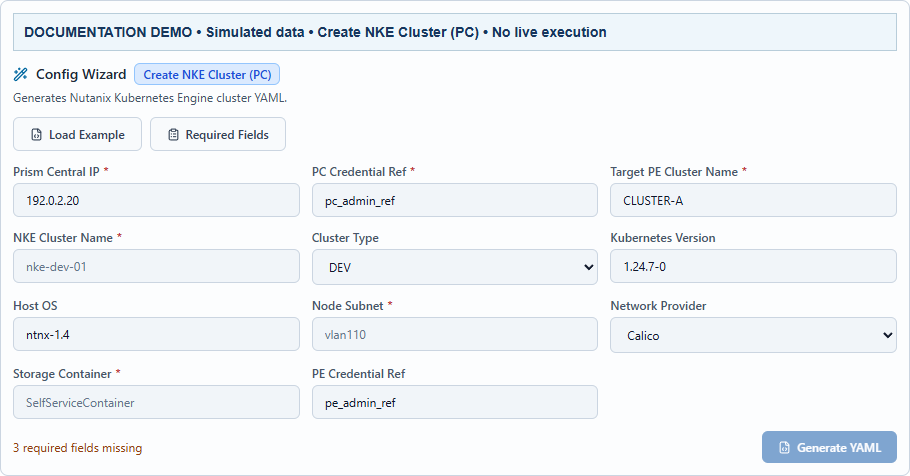 DOCUMENTATION DEMO • Simulated data • Create NKE Cluster (PC) • No live execution
Config Wizard Create NKE Cluster (PC)
Generates Nutanix Kubernetes Engine cluster YAML.
Load Example Required Fields
Prism Central IP * PC Credential Ref * Target PE Cluster Name *
192.0.2.20 pc_admin_ref CLUSTER-A
NKE Cluster Name * Cluster Type Kubernetes Version
nke-dev-01 DEV 1.24.7-0
Host OS Node Subnet * Network Provider
ntnx-1.4 vlan110 Calico
Storage Container * PE Credential Ref
SelfServiceContainer pe_admin_ref
3 required fields missing Generate YAML